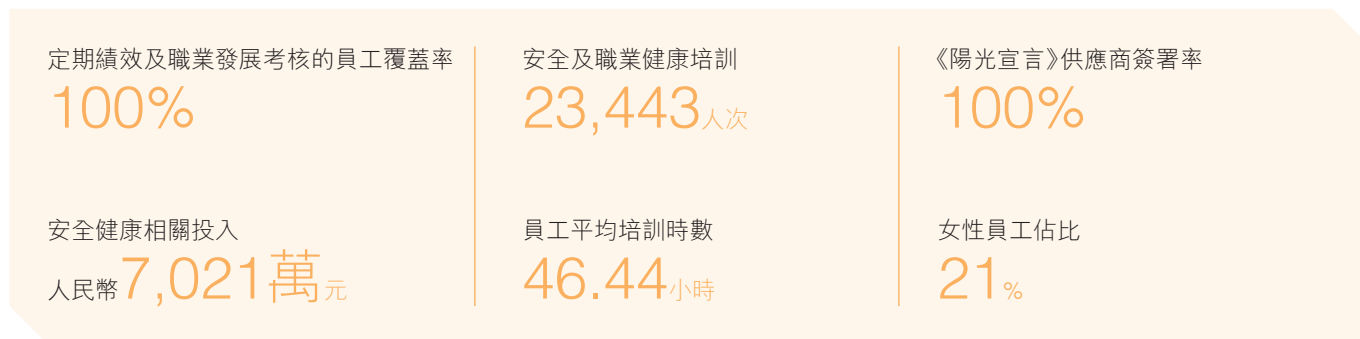 定期績效及職業發展考核的員工覆蓋率
100%
安全及職業健康培訓
23,443人次
《陽光宣言》供應商簽署率
100%
安全健康相關投入
人民幣7,021萬元
員工平均培訓時數
46.44小時
女性員工佔比
21%